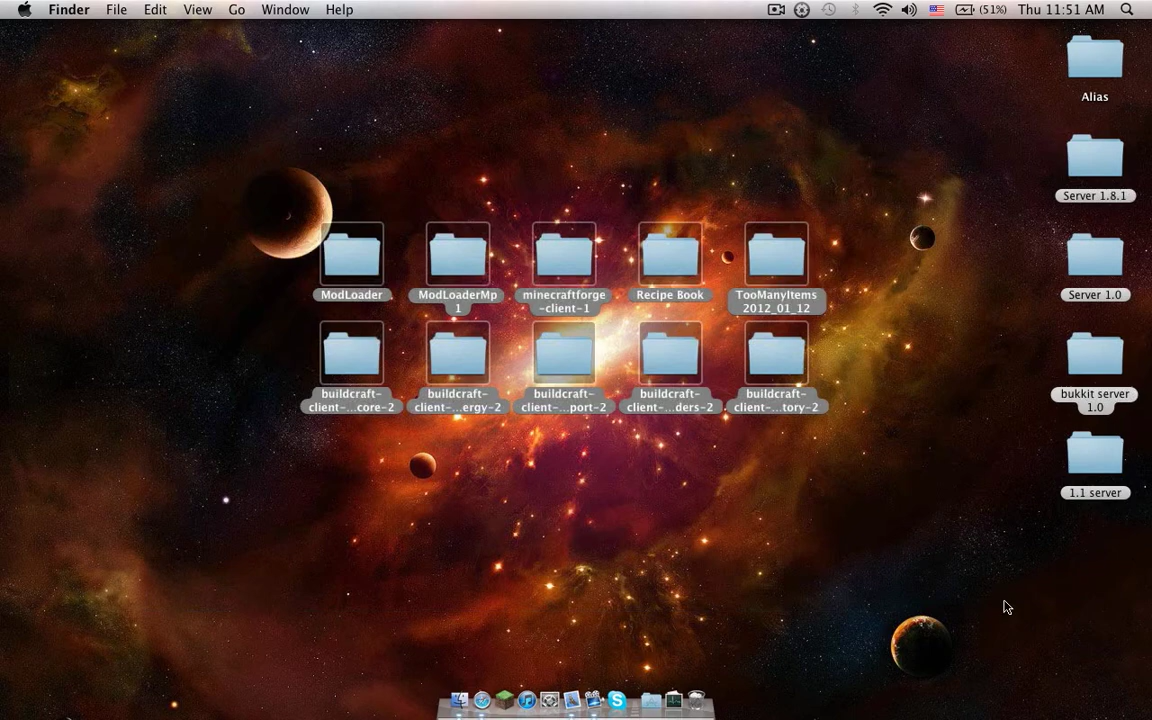 Finder File Edit View Go Window Help (51%) Thu 11:51 AM
Alias
Server 1.8.1
ModLoader
ModLoaderMp
1
minecraftforge
-client-1
Recipe Book
TooManyItems
2012_01_12
Server 1.0
buildcraft-
client-...core-2
buildcraft-
client-...ergy-2
buildcraft-
client-...port-2
buildcraft-
client-...ders-2
buildcraft-
client-...tory-2
bukkit server
1.0
1.1 server